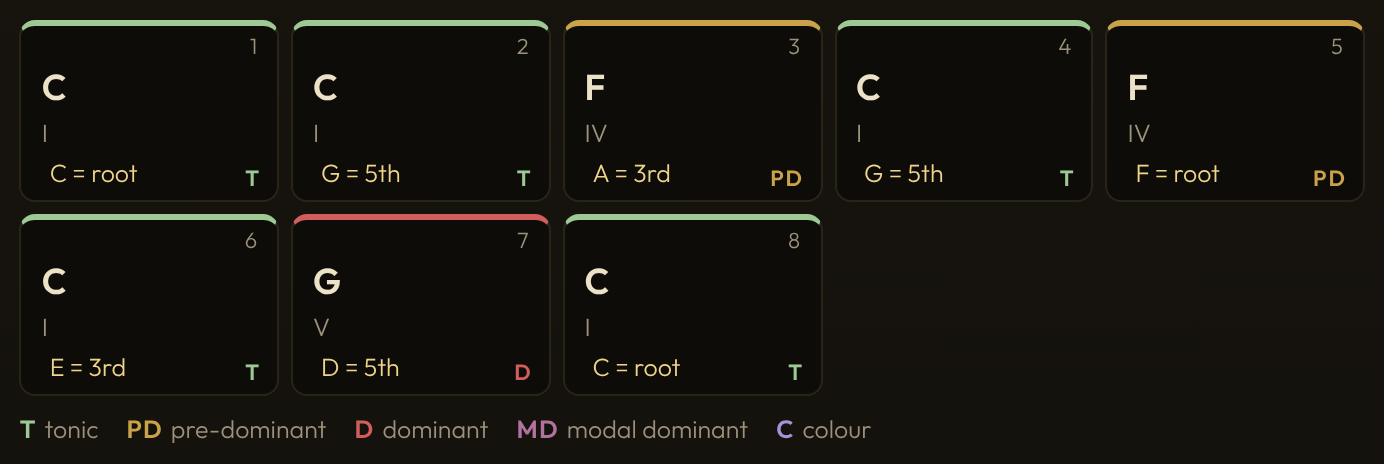 1
C
I
C = root T
2
C
I
G = 5th T
3
F
IV
A = 3rd PD
4
C
I
G = 5th T
5
F
IV
F = root PD
6
C
I
E = 3rd T
7
G
V
D = 5th D
8
C
I
C = root T
T tonic PD pre-dominant D dominant MD modal dominant C colour